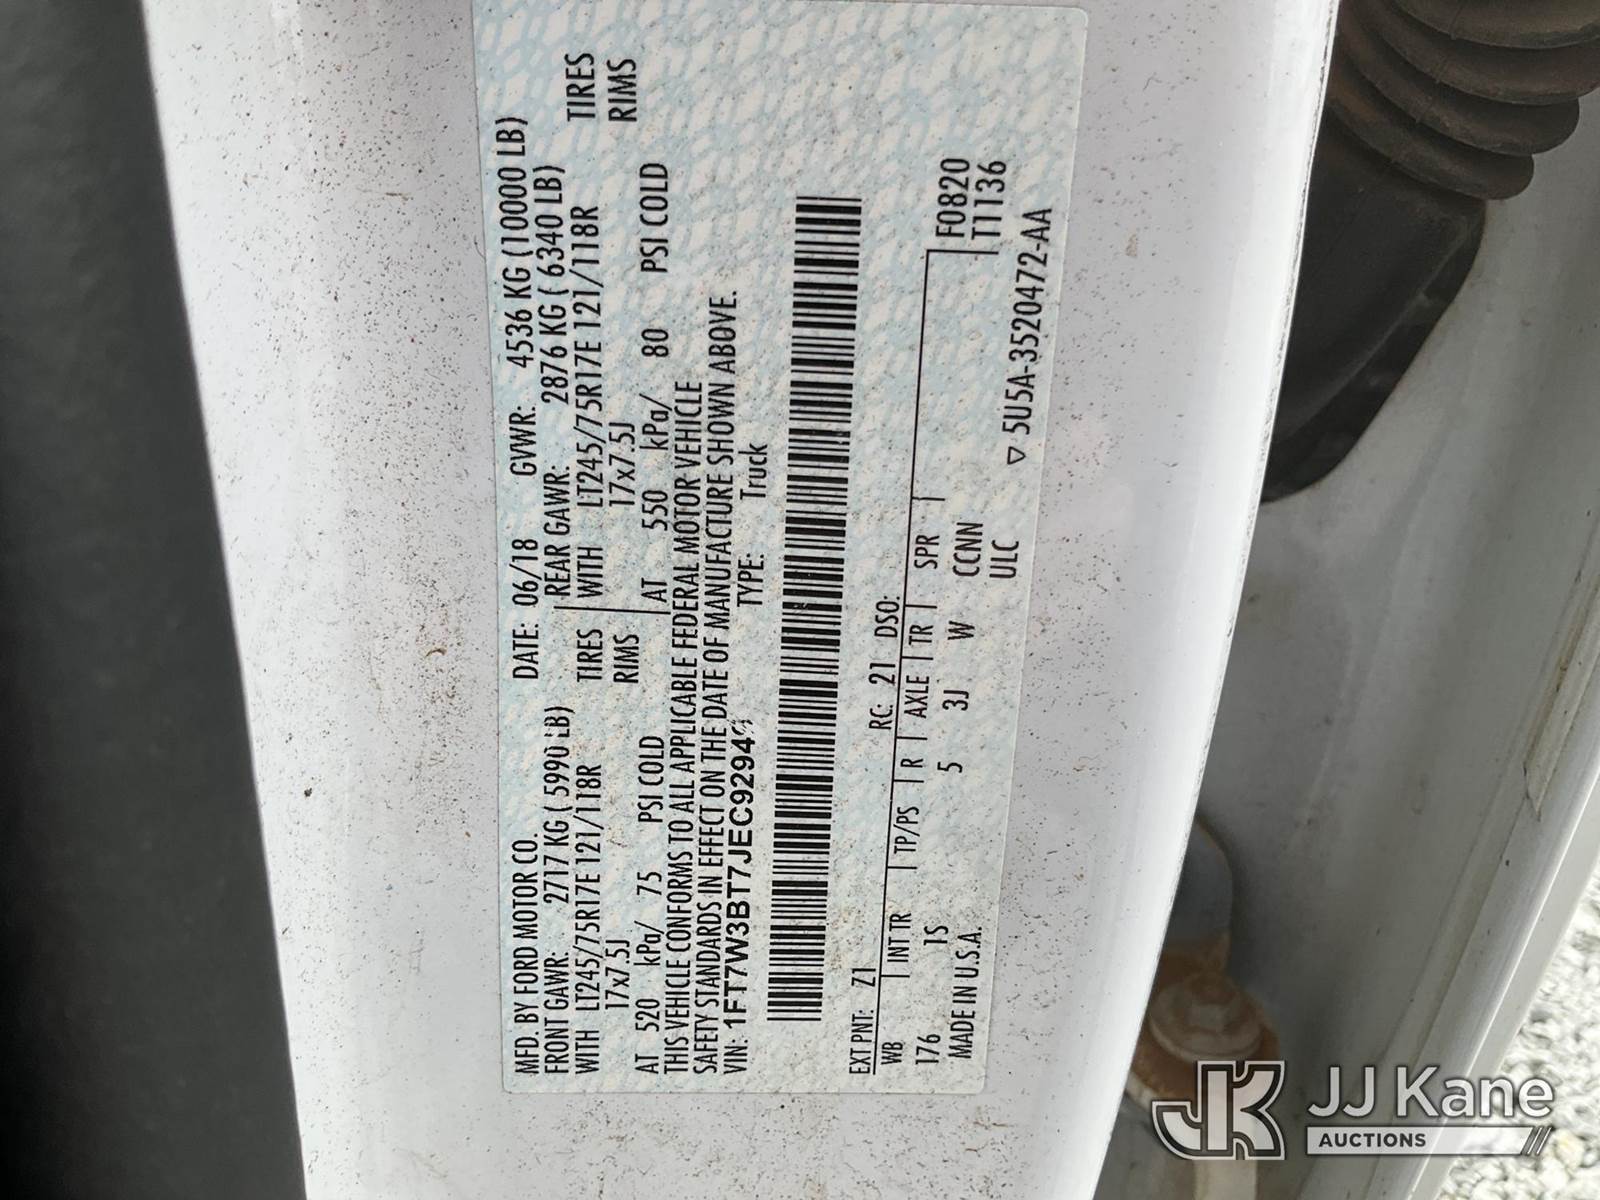 MFD. BY FORD MOTOR CO. DATE: 06/18 GVWR: 4536 KG (10000 LB)
FRONT GAWR: 2717 KG ( 5990 LB) REAR GAWR: 2876 KG ( 6340 LB)
WITH LT245/75R17E 121/118R TIRES WITH LT245/75R17E 121/118R TIRES
17x7.5J RIMS 17x7.5J RIMS
AT 520 kPa/ 75 PSI COLD AT 550 kPa/ 80 PSI COLD
THIS VEHICLE CONFORMS TO ALL APPLICABLE FEDERAL MOTOR VEHICLE
SAFETY STANDARDS IN EFFECT ON THE DATE OF MANUFACTURE SHOWN ABOVE.
VIN: TYPE: Truck
EXT PNT: Z1 RC: 21 DSO:
WB INT TR TP/PS R AXLE TR SPR F0820
176 1S 5 3J W CCNN T1136
MADE IN U.S.A. ULC
▽ 5U5A-3520472-AA
JK JJ Kane
AUCTIONS